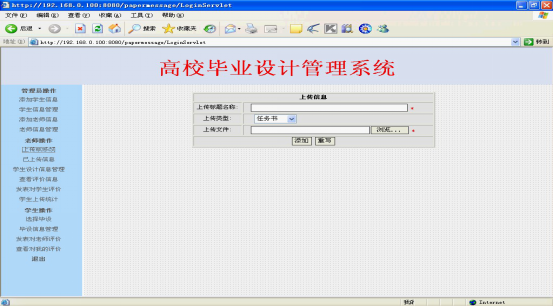 http://192.168.0.100:8080/papermessage/LoginServlet
文件(F) 编辑(E) 查看(V) 收藏(A) 工具(T) 帮助(H)
后退 搜索 收藏夹
地址(D) http://192.168.0.100:8080/papermessage/LoginServlet 转到
高校毕业设计管理系统
管理员操作
添加学生信息
学生信息管理
添加老师信息
老师信息管理
老师操作
已上传信息
学生设计信息管理
查看评价信息
发表对学生评价
学生上传统计
学生操作
选择毕设
毕设信息管理
发表对老师评价
查看对我的评价
退出
上传信息
上传标题名称: *
上传类型: 任务书
上传文件: 浏览... *
添加 重写
Internet